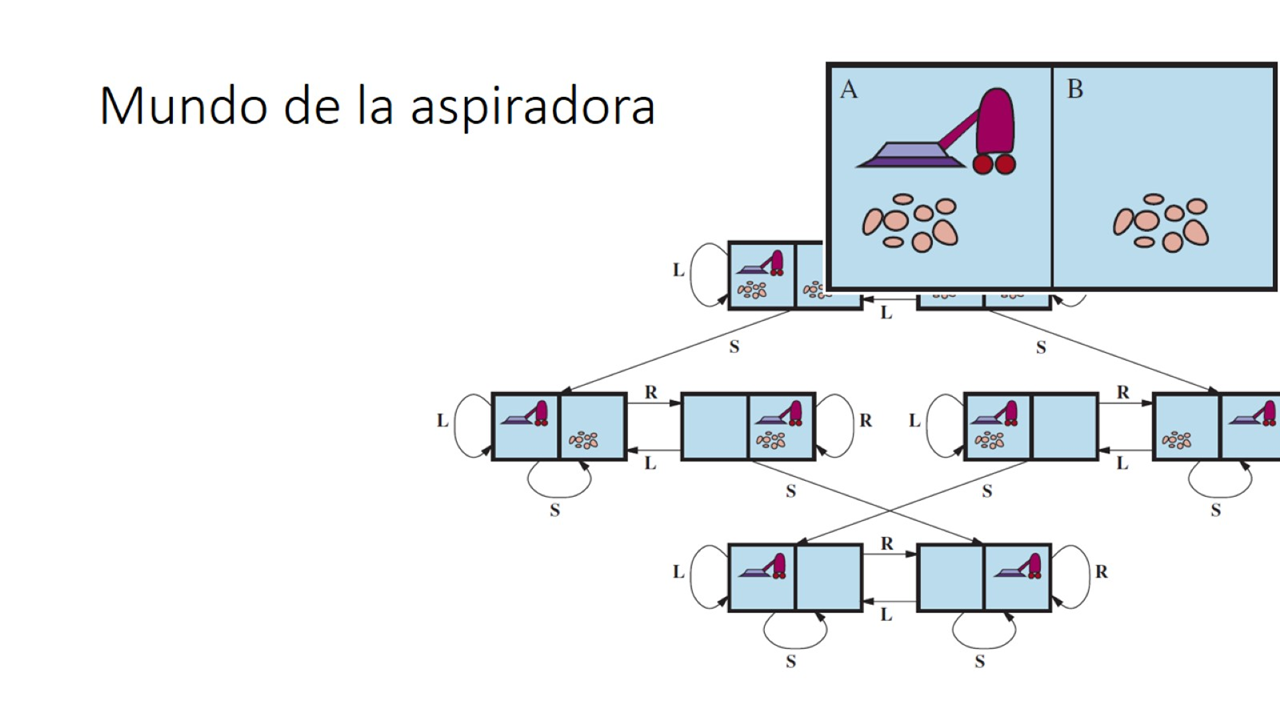 Mundo de la aspiradora
A B
L
L
S S
L R R L R
L L
S S S S
R
L R
L
S S